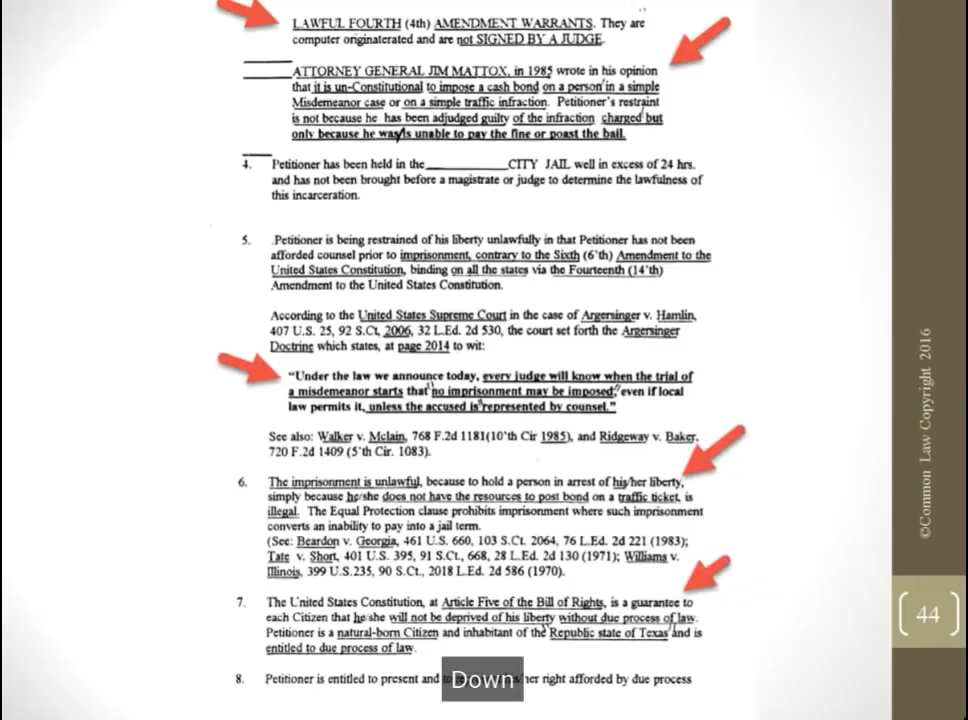 LAWFUL FOURTH (4th) AMENDMENT WARRANTS. They are
computer originaterated and are not SIGNED BY A JUDGE.
ATTORNEY GENERAL JIM MATTOX, in 1985 wrote in his opinion
that it is un-Constitutional to impose a cash bond on a person in a simple
Misdemeanor case or on a simple traffic infraction. Petitioner's restraint
is not because he has been adjudged guilty of the infraction charged but
only because he was/is unable to pay the fine or poast the bail.
4. Petitioner has been held in the__________CITY JAIL well in excess of 24 hrs.
and has not been brought before a magistrate or judge to determine the lawfulness of
this incarceration.
5. .Petitioner is being restrained of his liberty unlawfully in that Petitioner has not been
afforded counsel prior to imprisonment, contrary to the Sixth (6'th) Amendment to the
United States Constitution, binding on all the states via the Fourteenth (14'th)
Amendment to the United States Constitution.
According to the United States Supreme Court in the case of Argersinger v. Hamlin,
407 U.S. 25, 92 S.Ct, 2006, 32 L.Ed. 2d 530, the court set forth the Argersinger
Doctrine which states, at page 2014 to wit:
"Under the law we announce today, every judge will know when the trial of
a misdemeanor starts that "no imprisonment may be imposed," even if local
law permits it, unless the accused is "represented by counsel."
See also: Walker v. Mclain, 768 F.2d 1181(10'th Cir 1985), and Ridgeway v. Baker,
720 F.2d 1409 (5'th Cir. 1083).
6. The imprisonment is unlawful, because to hold a person in arrest of his/her liberty,
simply because he/she does not have the resources to post bond on a traffic ticket, is
illegal. The Equal Protection clause prohibits imprisonment where such imprisonment
converts an inability to pay into a jail term.
(See: Beardon v. Georgia, 461 U.S. 660, 103 S.Ct. 2064, 76 L.Ed. 2d 221 (1983);
Tate v. Short, 401 U.S. 395, 91 S.Ct., 668, 28 L.Ed. 2d 130 (1971); Williams v.
Illinois, 399 U.S.235, 90 S.Ct., 2018 L.Ed. 2d 586 (1970).
7. The United States Constitution, at Article Five of the Bill of Rights, is a guarantee to
each Citizen that he/she will not be deprived of his liberty without due process of law.
Petitioner is a natural-born Citizen and inhabitant of the "Republic state of Texas" and is
entitled to due process of law.
8. Petitioner is entitled to present and her right afforded by due process
Down
©Common Law Copyright 2016
44